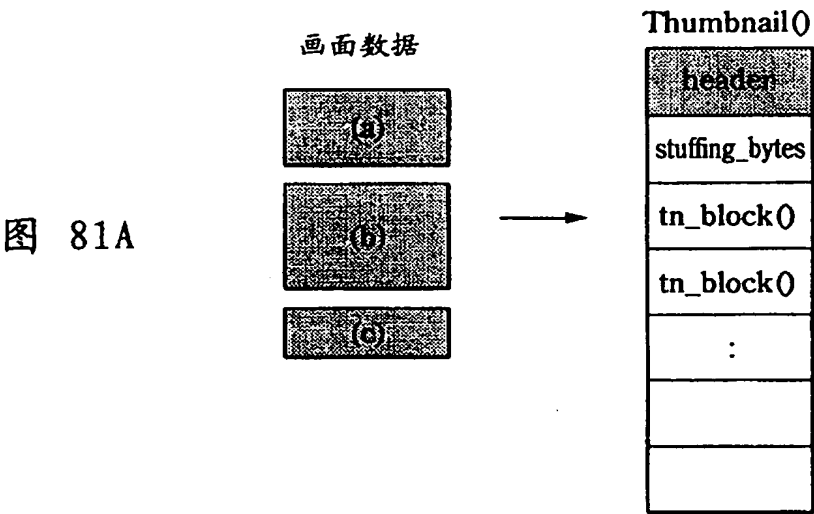 图 81A
画面数据
(a)
(b)
(c)
Thumbnail()
header
stuffing_bytes
tn_block()
tn_block()
: